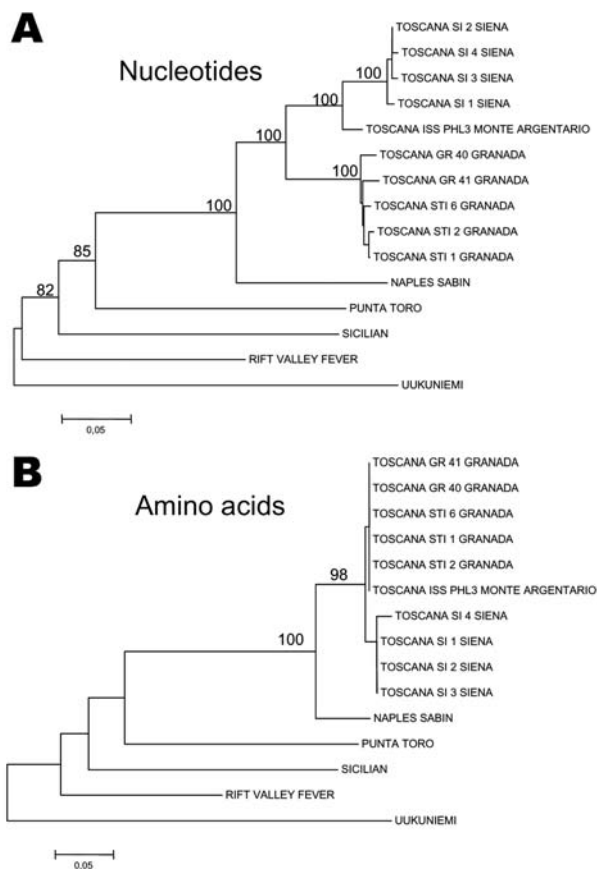 A
Nucleotides
TOSCANA SI 2 SIENA
TOSCANA SI 4 SIENA
100
TOSCANA SI 3 SIENA
100
TOSCANA SI 1 SIENA
TOSCANA ISS PHL3 MONTE ARGENTARIO
100
TOSCANA GR 40 GRANADA
100
TOSCANA GR 41 GRANADA
100
TOSCANA STI 6 GRANADA
TOSCANA STI 2 GRANADA
85
TOSCANA STI 1 GRANADA
NAPLES SABIN
82
PUNTA TORO
SICILIAN
RIFT VALLEY FEVER
UUKUNIEMI
0,05
B
Amino acids
TOSCANA GR 41 GRANADA
TOSCANA GR 40 GRANADA
TOSCANA STI 6 GRANADA
TOSCANA STI 1 GRANADA
TOSCANA STI 2 GRANADA
98
TOSCANA ISS PHL3 MONTE ARGENTARIO
TOSCANA SI 4 SIENA
100
TOSCANA SI 1 SIENA
TOSCANA SI 2 SIENA
TOSCANA SI 3 SIENA
NAPLES SABIN
PUNTA TORO
SICILIAN
RIFT VALLEY FEVER
UUKUNIEMI
0.05